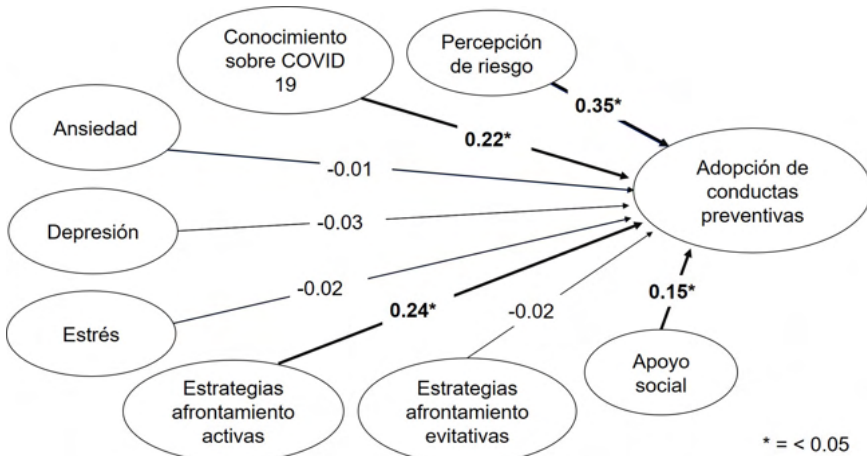 Conocimiento
sobre COVID
19
Percepción
de riesgo
0.35*
0.22*
Ansiedad
-0.01
Adopción de
conductas
preventivas
Depresión
-0.03
Estrés
-0.02
0.24*
-0.02
0.15*
Estrategias
afrontamiento
activas
Estrategias
afrontamiento
evitativas
Apoyo
social
* = < 0.05